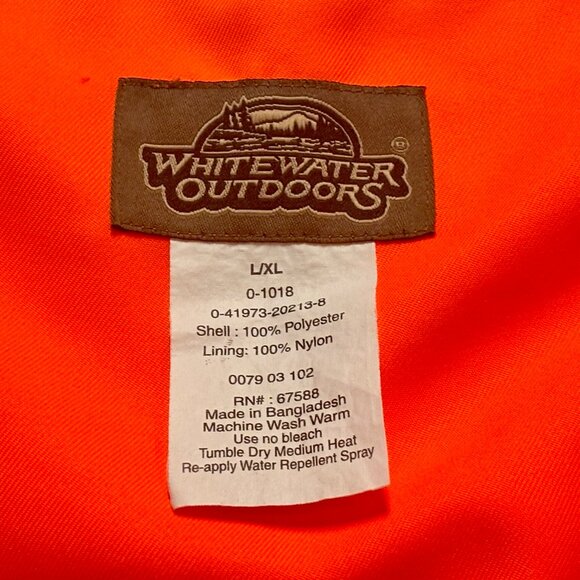 WHITEWATER
®
OUTDOORS
L/XL
0-1018
0-41973-20213-8
Shell : 100% Polyester
Lining: 100% Nylon
0079 03 102
RN# : 67588
Made in Bangladesh
Machine Wash Warm
Use no bleach
Tumble Dry Medium Heat
Re-apply Water Repellent Spray